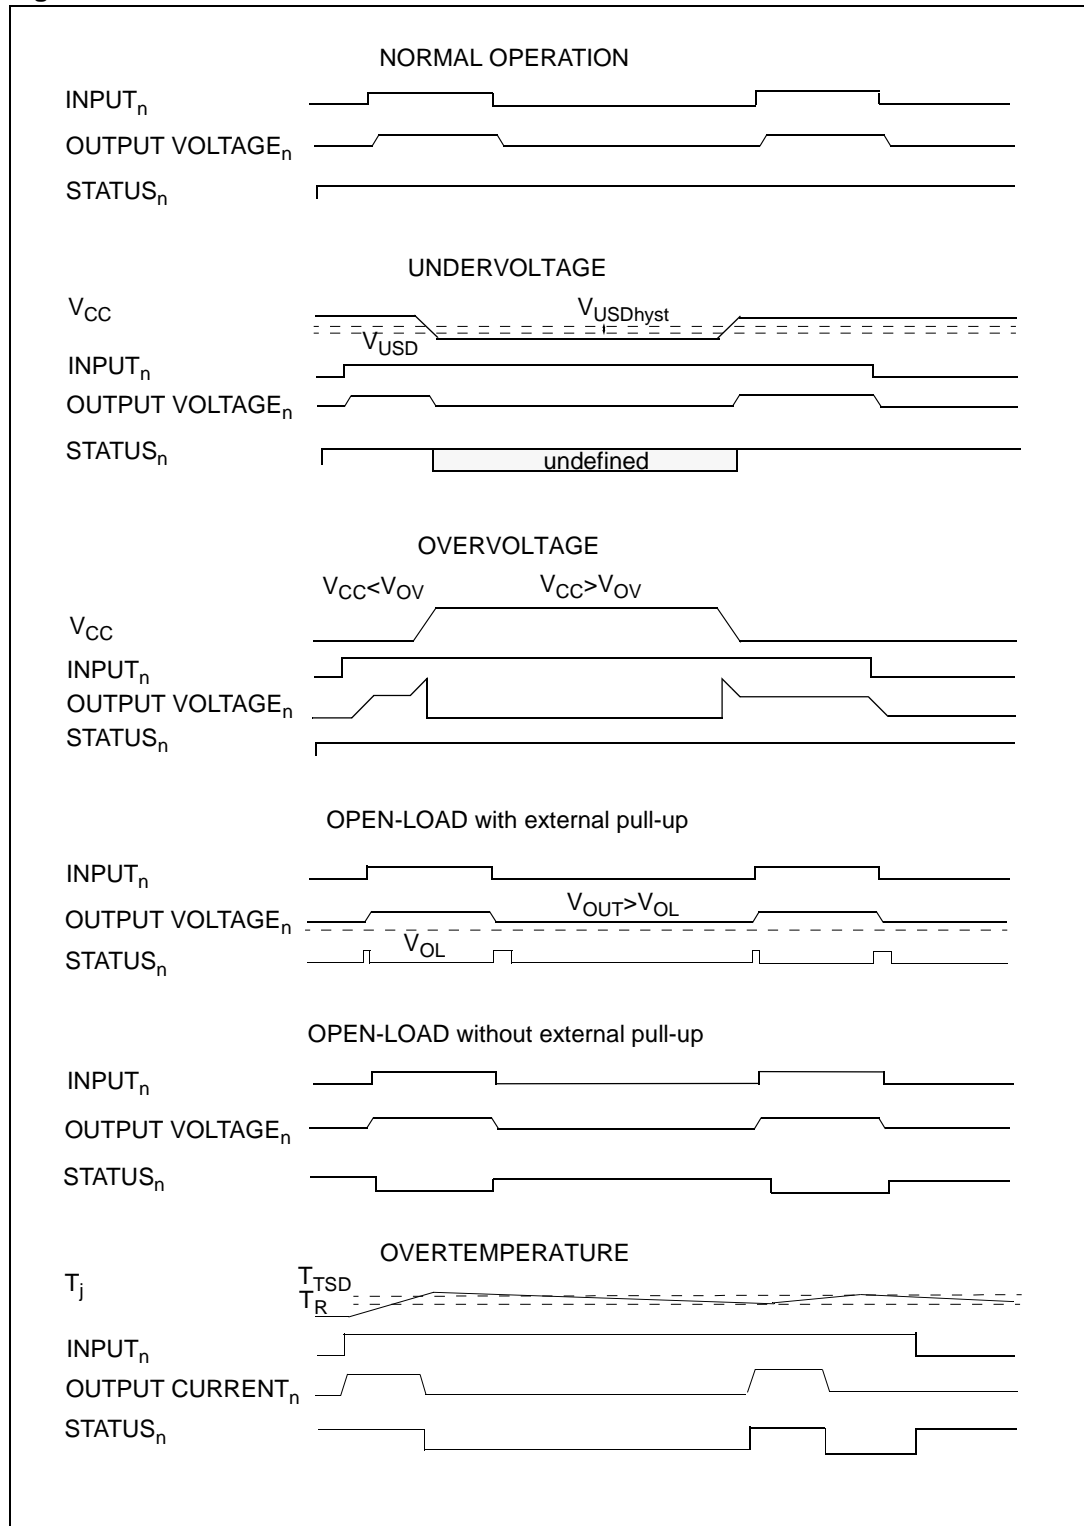 NORMAL OPERATION
INPUTn
OUTPUT VOLTAGEn
STATUSn
UNDERVOLTAGE
VCC
VUSDhyst
VUSD
INPUTn
OUTPUT VOLTAGEn
STATUSn
undefined
OVERVOLTAGE
VCC<VOV
VCC>VOV
VCC
INPUTn
OUTPUT VOLTAGEn
STATUSn
OPEN-LOAD with external pull-up
INPUTn
OUTPUT VOLTAGEn
VOUT>VOL
VOL
STATUSn
OPEN-LOAD without external pull-up
INPUTn
OUTPUT VOLTAGEn
STATUSn
OVERTEMPERATURE
Tj
TTSD
TR
INPUTn
OUTPUT CURRENTn
STATUSn